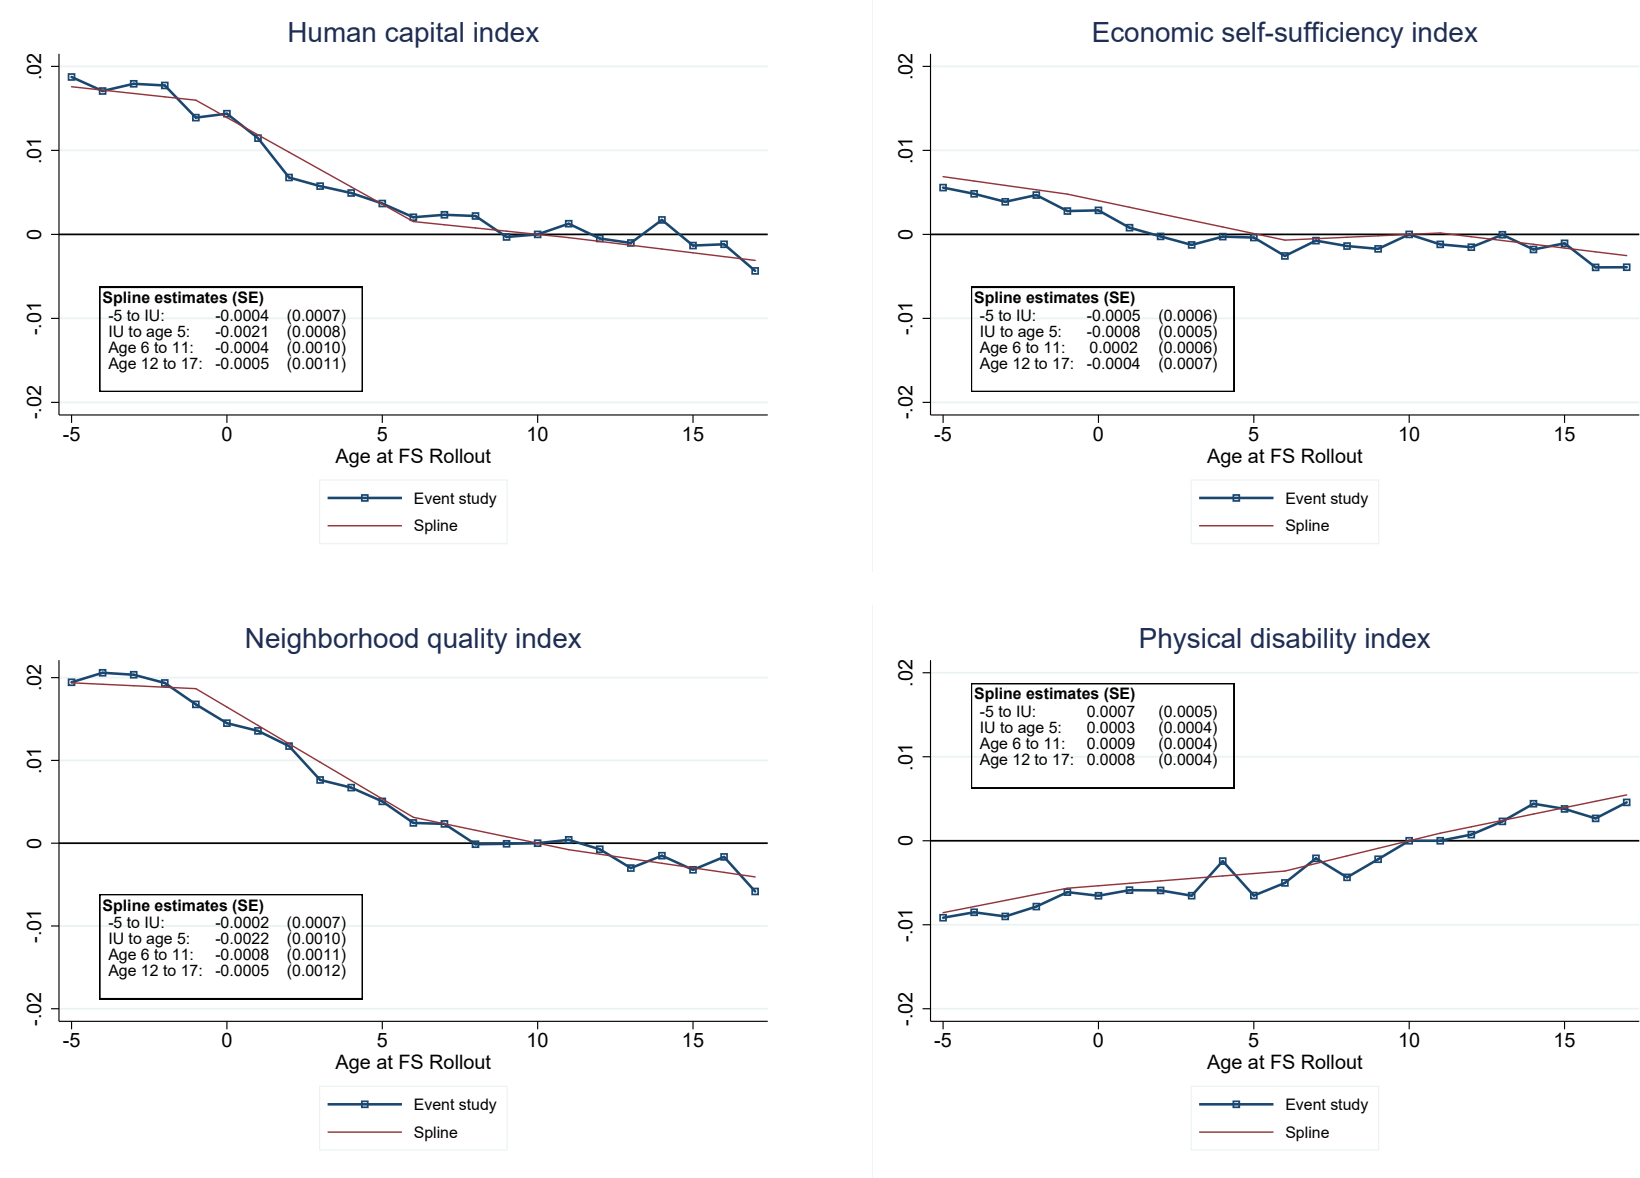 Human capital index
.02
.01
0
-.01
-.02
Spline estimates (SE)
-5 to IU: -0.0004 (0.0007)
IU to age 5: -0.0021 (0.0008)
Age 6 to 11: -0.0004 (0.0010)
Age 12 to 17: -0.0005 (0.0011)
-5 0 5 10 15
Age at FS Rollout
Event study
Spline
Economic self-sufficiency index
.02
.01
0
-.01
-.02
Spline estimates (SE)
-5 to IU: -0.0005 (0.0006)
IU to age 5: -0.0008 (0.0005)
Age 6 to 11: 0.0002 (0.0006)
Age 12 to 17: -0.0004 (0.0007)
-5 0 5 10 15
Age at FS Rollout
Event study
Spline
Neighborhood quality index
.02
.01
0
-.01
-.02
Spline estimates (SE)
-5 to IU: -0.0002 (0.0007)
IU to age 5: -0.0022 (0.0010)
Age 6 to 11: -0.0008 (0.0011)
Age 12 to 17: -0.0005 (0.0012)
-5 0 5 10 15
Age at FS Rollout
Event study
Spline
Physical disability index
.02
.01
0
-.01
-.02
Spline estimates (SE)
-5 to IU: 0.0007 (0.0005)
IU to age 5: 0.0003 (0.0004)
Age 6 to 11: 0.0009 (0.0004)
Age 12 to 17: 0.0008 (0.0004)
-5 0 5 10 15
Age at FS Rollout
Event study
Spline